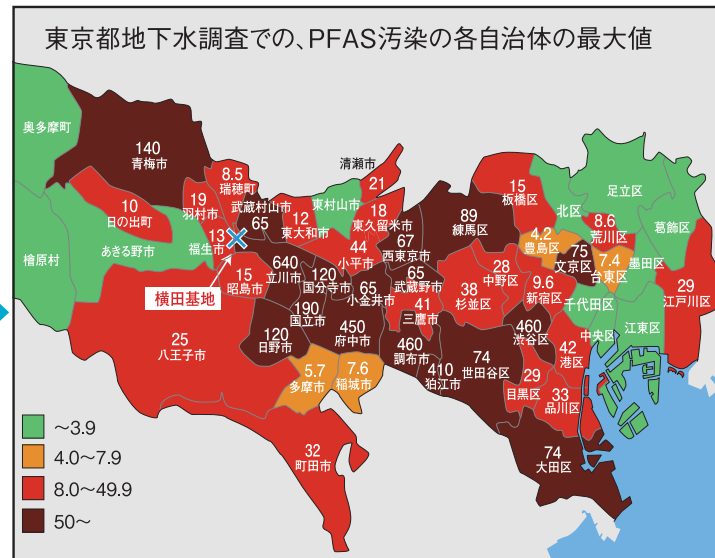 東京都地下水調査での、PFAS汚染の各自治体の最大値
奥多摩町
140
青梅市
8.5
瑞穂町
清瀬市
21
19
羽村市
武蔵村山市
65
12
東大和市
東村山市
18
東久留米市
10
日の出町
あきる野市
檜原村
13
福生市
横田基地
15
昭島市
640
立川市
120
国分寺市
44
小平市
67
西東京市
65
小金井市
65
武蔵野市
41
三鷹市
190
国立市
120
日野市
450
府中市
460
調布市
410
狛江市
25
八王子市
5.7
多摩市
7.6
稲城市
32
町田市
89
練馬区
15
板橋区
北区
足立区
8.6
荒川区
葛飾区
4.2
豊島区
75
文京区
7.4
台東区
墨田区
28
中野区
38
杉並区
9.6
新宿区
千代田区
中央区
江東区
29
江戸川区
460
渋谷区
42
港区
74
世田谷区
29
目黒区
33
品川区
74
大田区
～3.9
4.0～7.9
8.0～49.9
50～